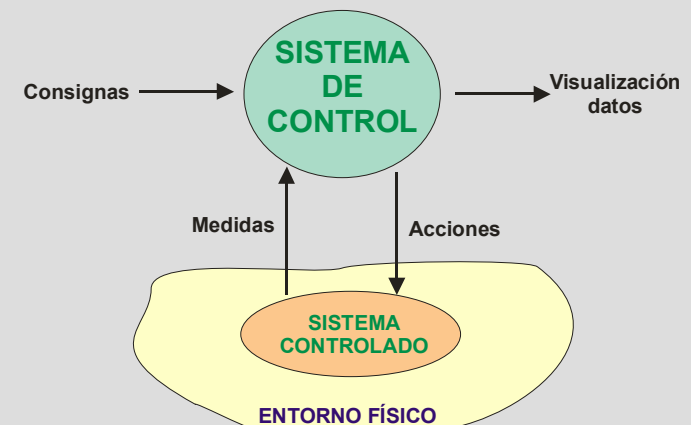 SISTEMA
DE
CONTROL
Consignas
Visualización
datos
Medidas
Acciones
SISTEMA
CONTROLADO
ENTORNO FÍSICO